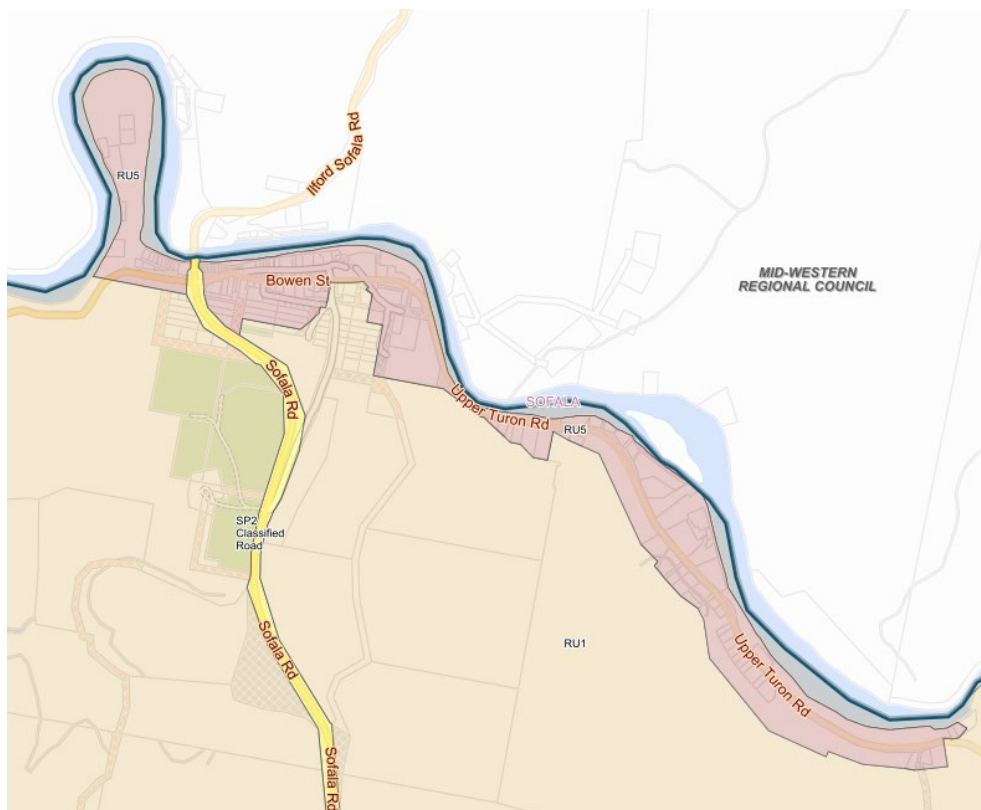 Ilford Sofala Rd
RU5
Bowen St
MID-WESTERN
REGIONAL COUNCIL
Sofala Rd
SOFALA
Upper Turon Rd
RU5
SP2
Classified
Road
RU1
Sofala Rd
Upper Turon Rd
Sofala Rd